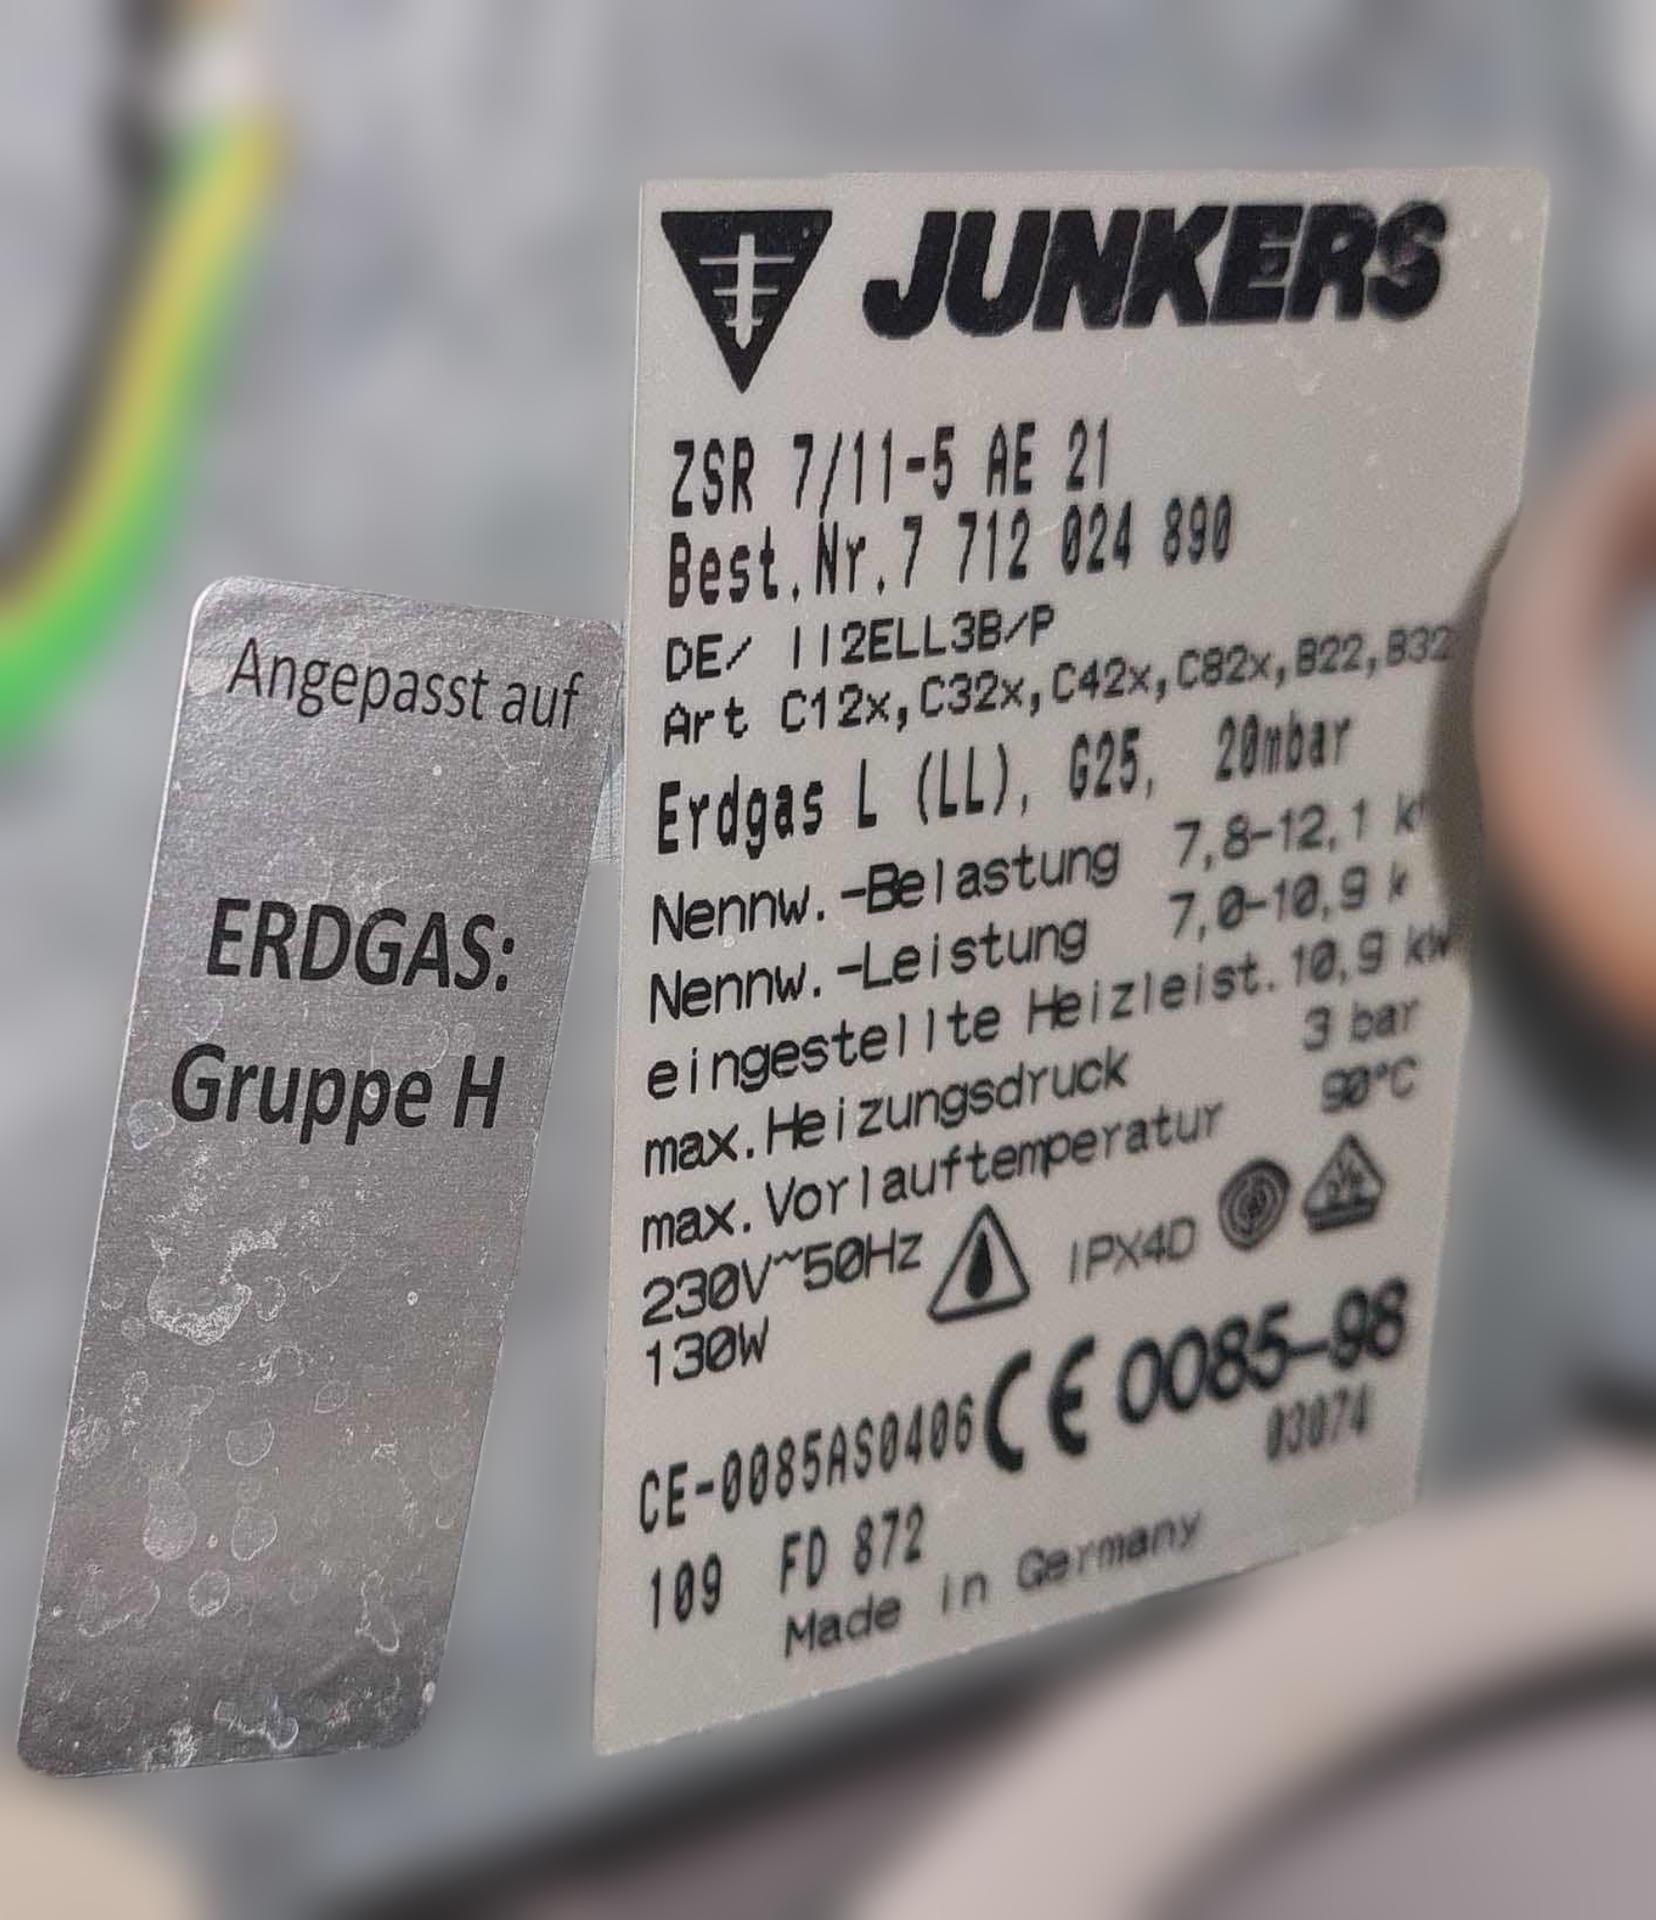 Angepasst auf
ERDGAS:
Gruppe H
JUNKERS
ZSR 7/11-5 AE 21
Best.Nr.7 712 024 890
DE/ II2ELL3B/P
Art C12x,C32x,C42x,C82x,B22,B32
Erdgas L (LL), G25, 20mbar
Nennw.-Belastung 7,8-12,1 k
Nennw.-Leistung 7,0-10,9 k
eingestellte Heizleist. 10,9 kW
max.Heizungsdruck 3 bar
max.Vorlauftemperatur 90°C
230V~50Hz IPX4D
130W
CE-0085AS0406 CE 0085-98
03074
109 FD 872
Made in Germany